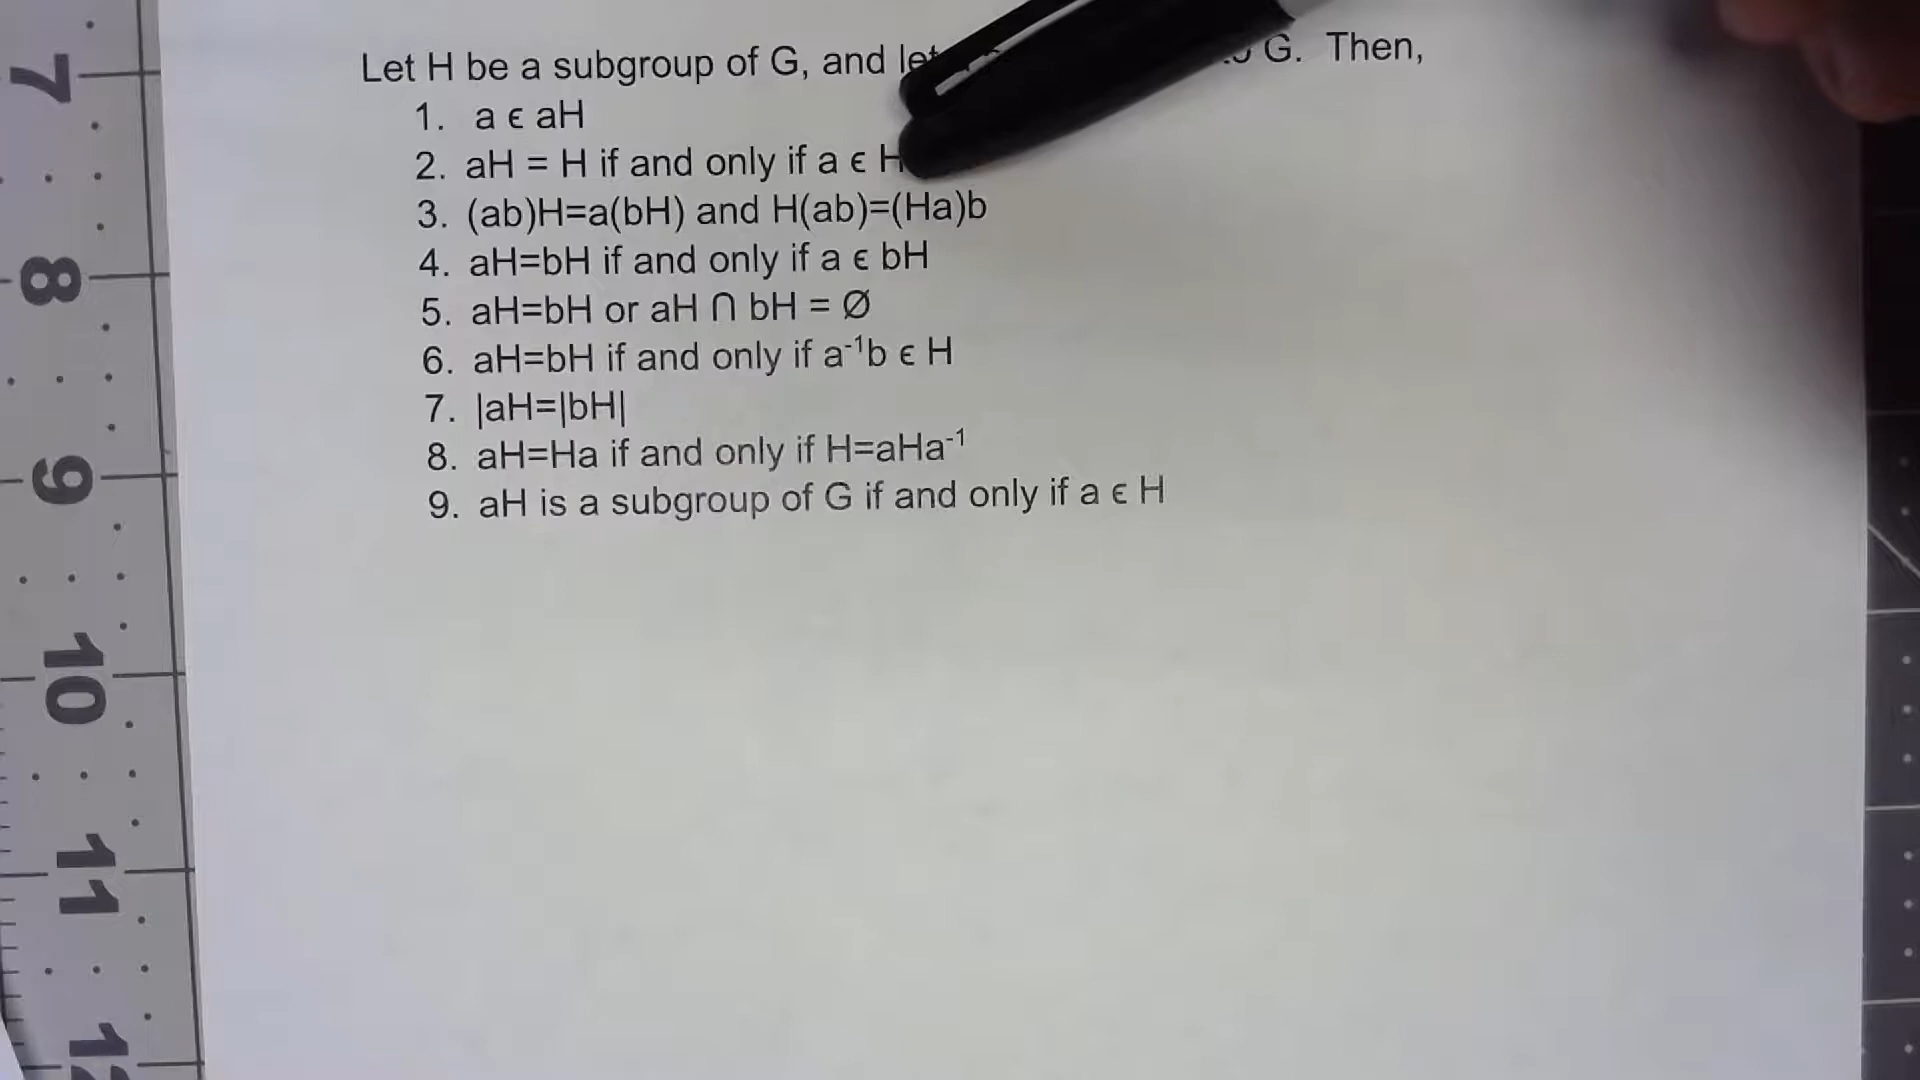 Let H be a subgroup of G, and let G. Then,
1. a ϵ aH
2. aH = H if and only if a ϵ H
3. (ab)H=a(bH) and H(ab)=(Ha)b
4. aH=bH if and only if a ϵ bH
5. aH=bH or aH ∩ bH = Ø
6. aH=bH if and only if a⁻¹b ϵ H
7. |aH=|bH|
8. aH=Ha if and only if H=aHa⁻¹
9. aH is a subgroup of G if and only if a ϵ H
7
8
9
10
11